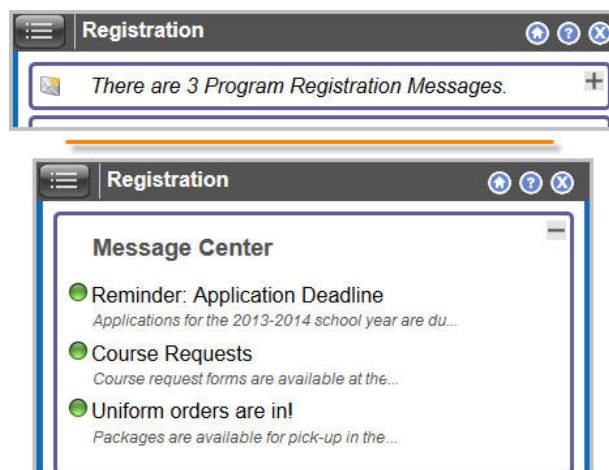 Registration
There are 3 Program Registration Messages.
Registration
Message Center
Reminder: Application Deadline
Applications for the 2013-2014 school year are du...
Course Requests
Course request forms are available at the...
Uniform orders are in!
Packages are available for pick-up in the...